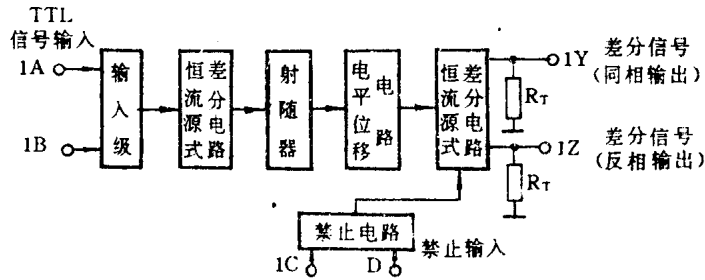 TTL
信号输入
1A
1B
输入级
恒流源式
差分电路
射随器
电平位移
电路
恒流源式
差分电路
1Y
差分信号
(同相输出)
RT
1Z
差分信号
(反相输出)
RT
禁止电路
禁止输入
1C
D